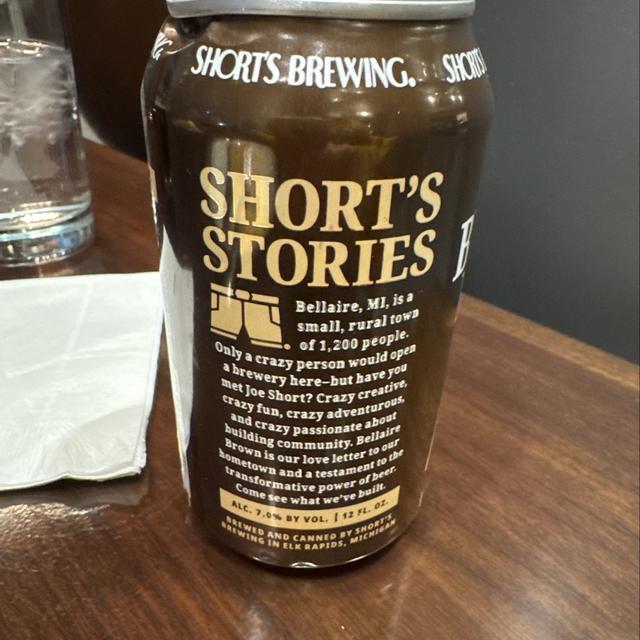 SHORT'S BREWING. SHORT'S
SHORT'S
STORIES
Bellaire, MI, is a
small, rural town
of 1,200 people.
Only a crazy person would open
a brewery here–but have you
met Joe Short? Crazy creative,
crazy fun, crazy adventurous,
and crazy passionate about
building community. Bellaire
Brown is our love letter to our
hometown and a testament to the
transformative power of beer.
Come see what we've built.
ALC. 7.0% BY VOL. | 12 FL. OZ.
BREWED AND CANNED BY SHORT'S
BREWING IN ELK RAPIDS, MICHIGAN